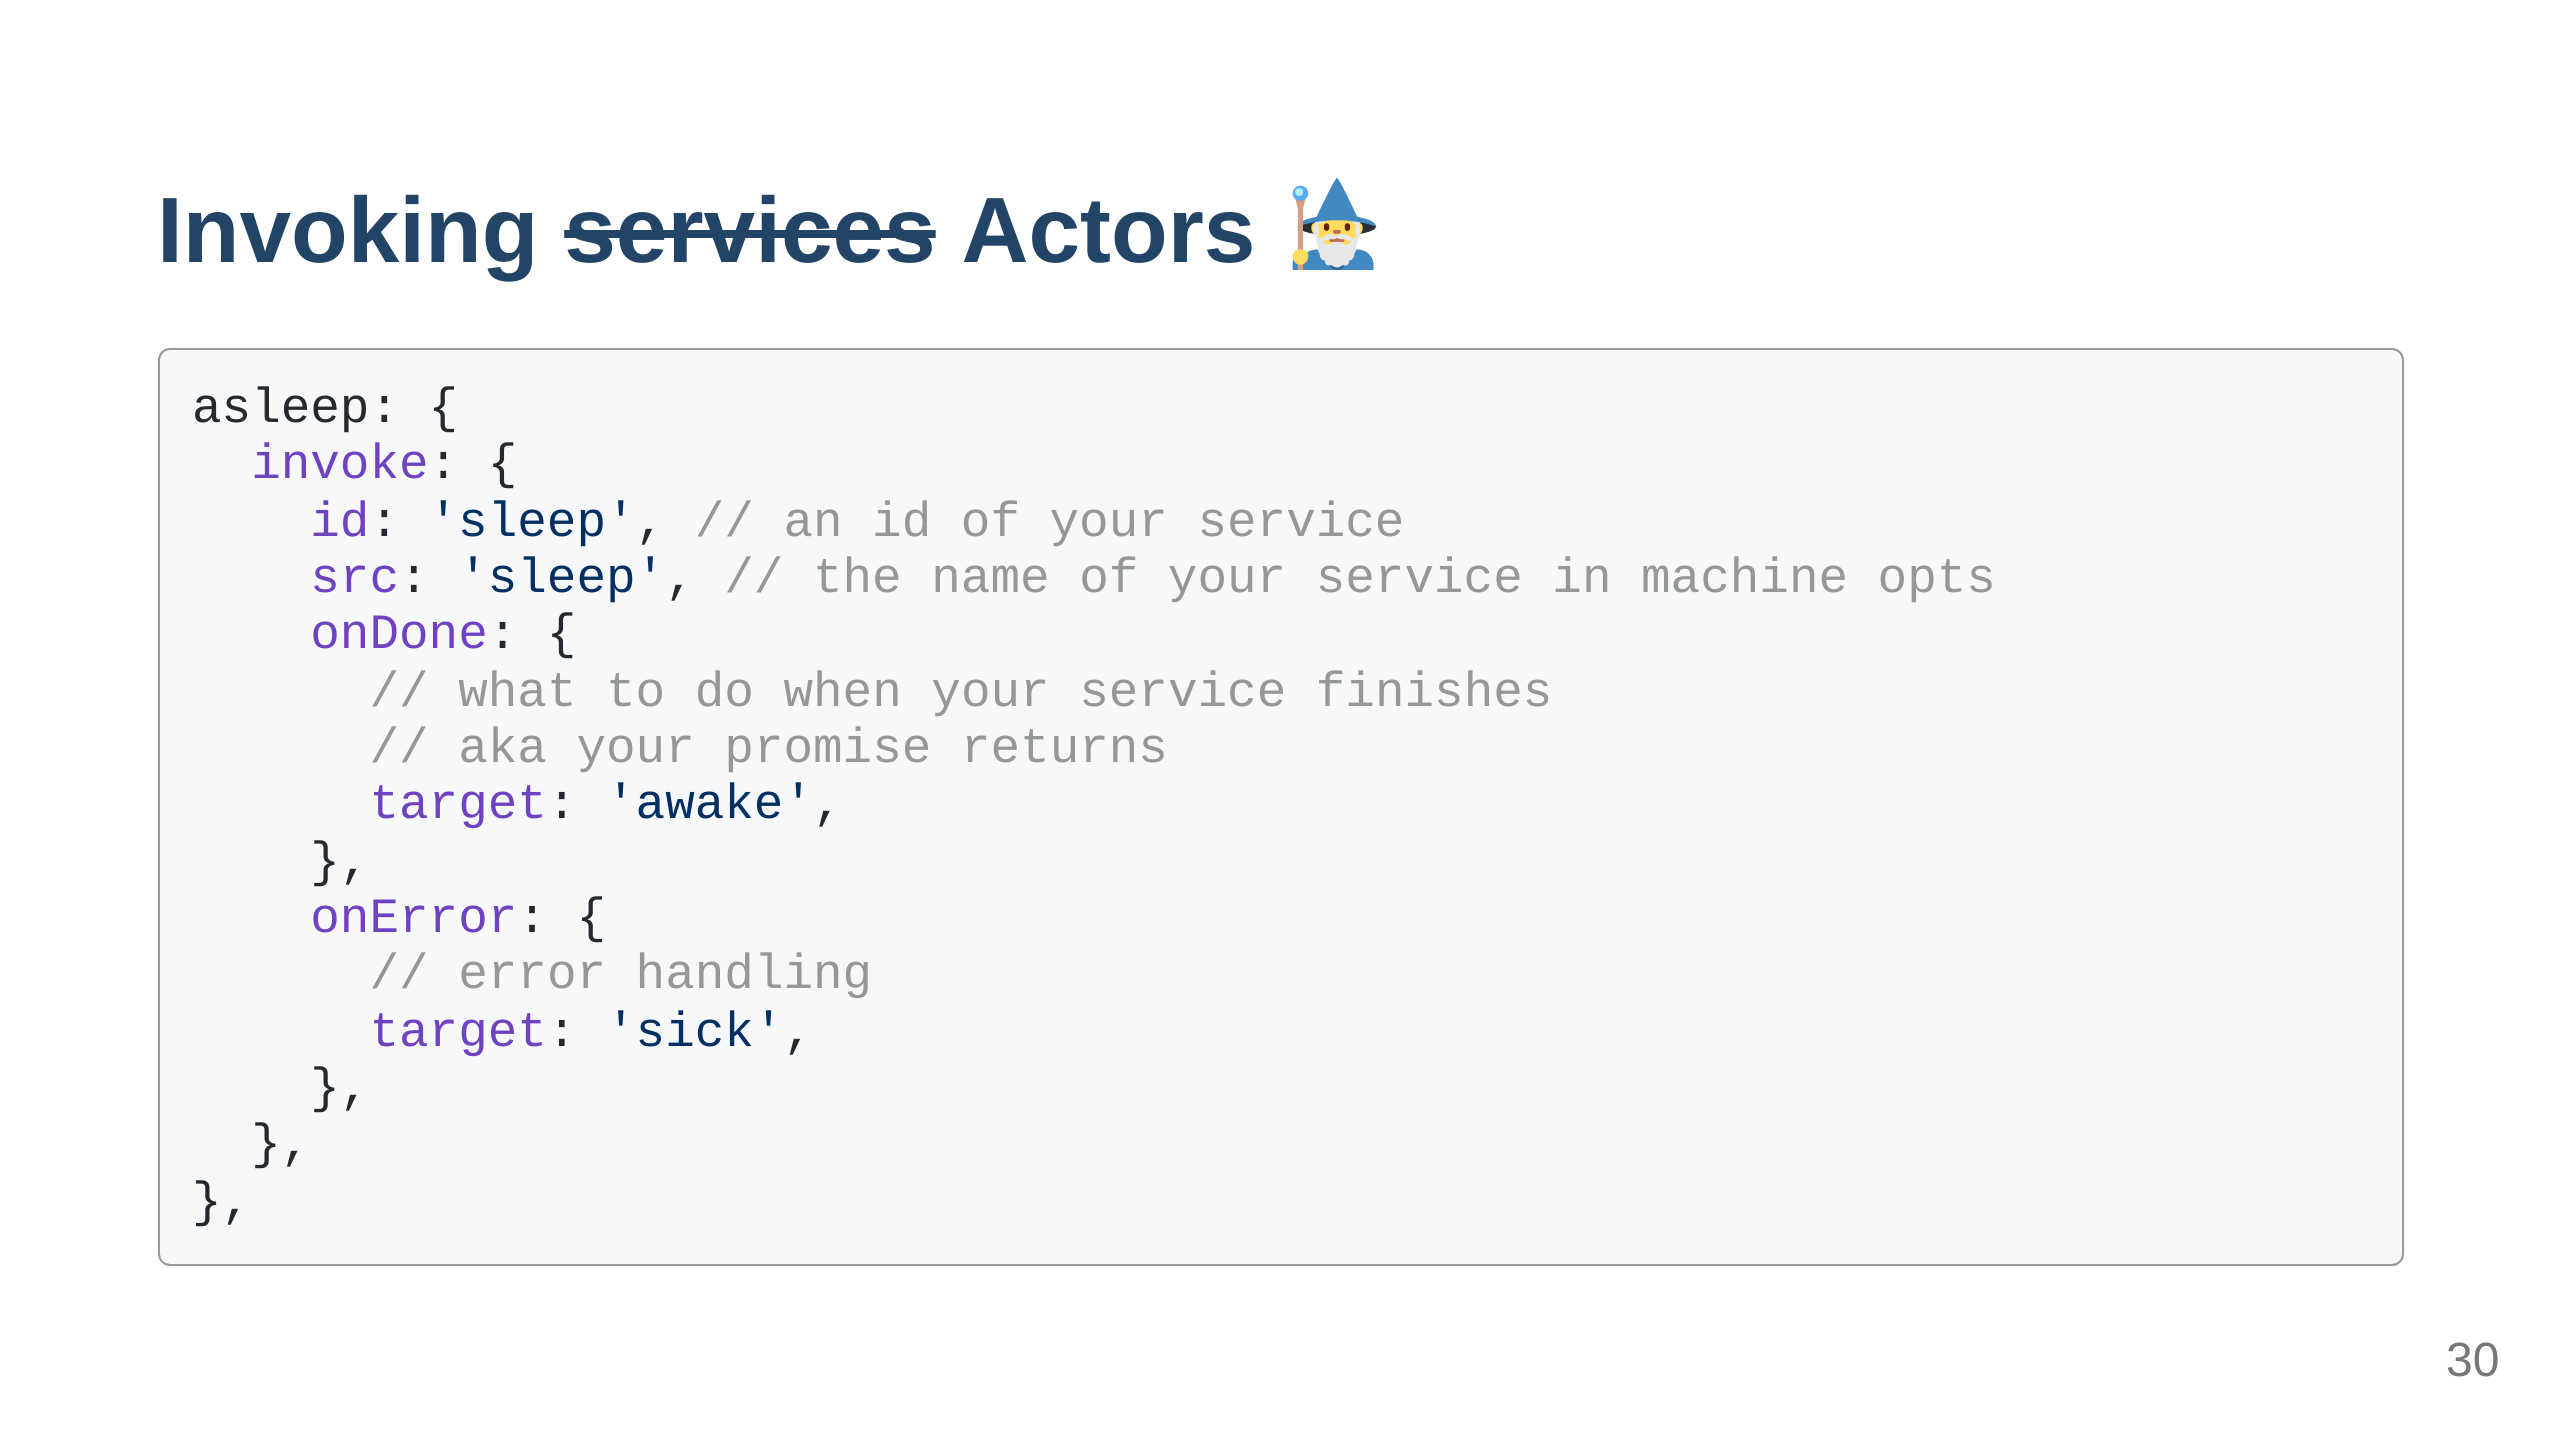 Invoking services Actors 🧙‍♂️
asleep: {
  invoke: {
    id: 'sleep', // an id of your service
    src: 'sleep', // the name of your service in machine opts
    onDone: {
      // what to do when your service finishes
      // aka your promise returns
      target: 'awake',
    },
    onError: {
      // error handling
      target: 'sick',
    },
  },
},
30